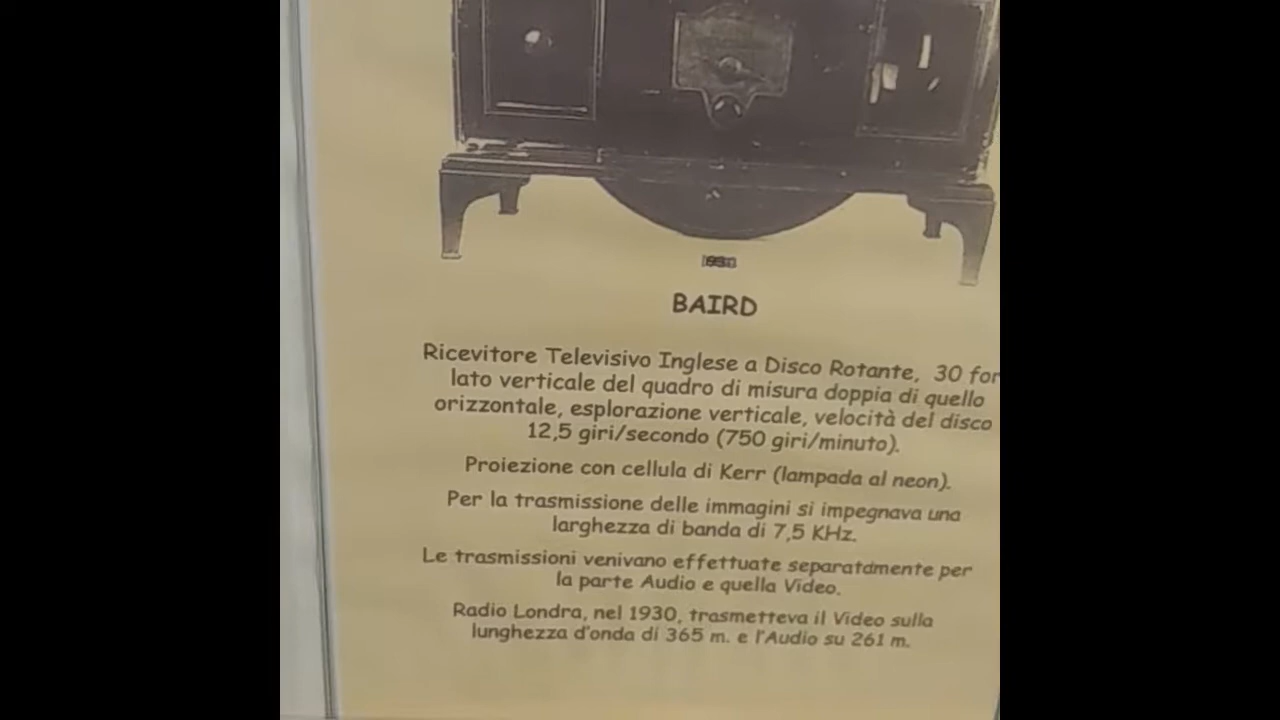 BAIRD
Ricevitore Televisivo Inglese a Disco Rotante, 30 for
lato verticale del quadro di misura doppia di quello
orizzontale, esplorazione verticale, velocità del disco
12,5 giri/secondo (750 giri/minuto).
Proiezione con cellula di Kerr (lampada al neon).
Per la trasmissione delle immagini si impegnava una
larghezza di banda di 7,5 KHz.
Le trasmissioni venivano effettuate separatamente per
la parte Audio e quella Video.
Radio Londra, nel 1930, trasmetteva il Video sulla
lunghezza d'onda di 365 m. e l'Audio su 261 m.